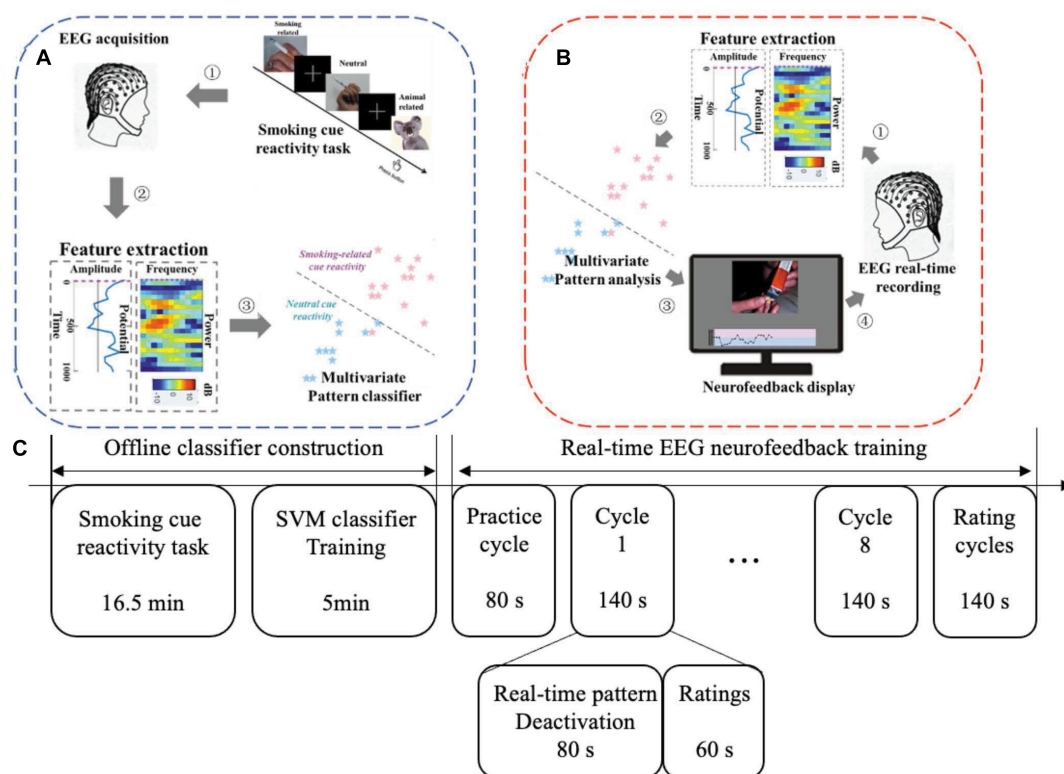 A
EEG acquisition
①
Smoking
related
Neutral
Animal
related
Smoking cue
reactivity task
Press button
②
②
Feature extraction
Amplitude
Frequency
0
500
1000
Time
Potential
Power
-10
10
dB
③
Smoking-related
cue reactivity
Neutral cue
reactivity
Multivariate
Pattern classifier
B
Feature extraction
Amplitude
Frequency
0
500
1000
Time
Potential
Power
-10
10
dB
①
②
EEG real-time
recording
Multivariate
Pattern analysis
③
④
Neurofeedback display
C
Offline classifier construction
Real-time EEG neurofeedback training
Smoking cue
reactivity task
16.5 min
SVM classifier
Training
5min
Practice
cycle
80 s
Cycle
1
140 s
...
Cycle
8
140 s
Rating
cycles
140 s
Real-time pattern
Deactivation
80 s
Ratings
60 s